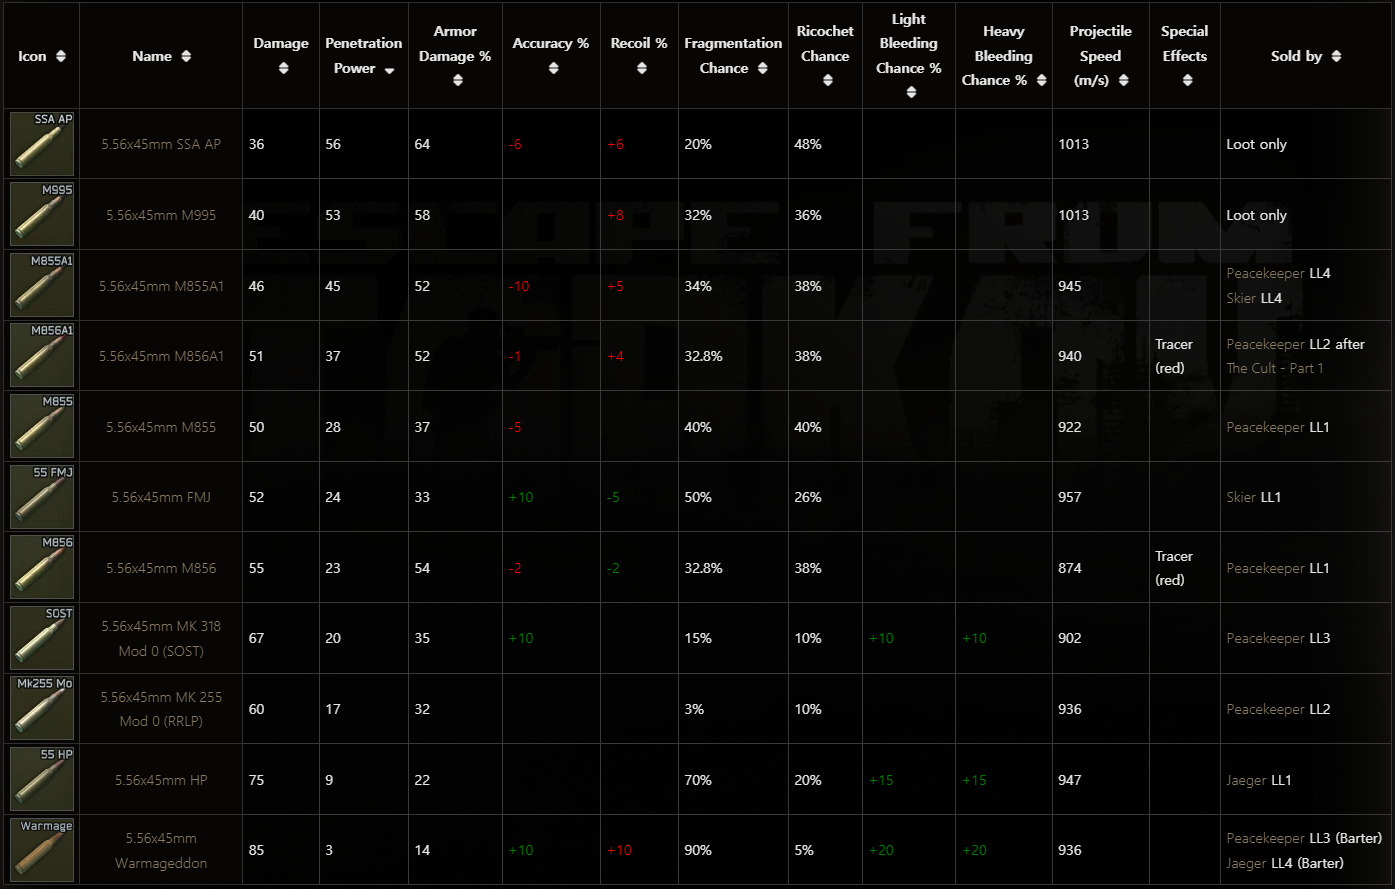 Icon Name Damage Penetration Power Armor Damage % Accuracy % Recoil % Fragmentation Chance Ricochet Chance Light Bleeding Chance % Heavy Bleeding Chance % Projectile Speed (m/s) Special Effects Sold by
SSA AP 5.56x45mm SSA AP 36 56 64 -6 +6 20% 48% 1013 Loot only
M995 5.56x45mm M995 40 53 58 +8 32% 36% 1013 Loot only
M855A1 5.56x45mm M855A1 46 45 52 -10 +5 34% 38% 945 Peacekeeper LL4
Skier LL4
M856A1 5.56x45mm M856A1 51 37 52 -1 +4 32.8% 38% 940 Tracer (red) Peacekeeper LL2 after
The Cult - Part 1
M855 5.56x45mm M855 50 28 37 -5 40% 40% 922 Peacekeeper LL1
55 FMJ 5.56x45mm FMJ 52 24 33 +10 -5 50% 26% 957 Skier LL1
M856 5.56x45mm M856 55 23 54 -2 -2 32.8% 38% 874 Tracer (red) Peacekeeper LL1
SOST 5.56x45mm MK 318 Mod 0 (SOST) 67 20 35 +10 15% 10% +10 +10 902 Peacekeeper LL3
Mk255 Mo 5.56x45mm MK 255 Mod 0 (RRLP) 60 17 32 3% 10% 936 Peacekeeper LL2
55 HP 5.56x45mm HP 75 9 22 70% 20% +15 +15 947 Jaeger LL1
Warmage 5.56x45mm Warmageddon 85 3 14 +10 +10 90% 5% +20 +20 936 Peacekeeper LL3 (Barter)
Jaeger LL4 (Barter)
ESCAPE FROM
TARKOV